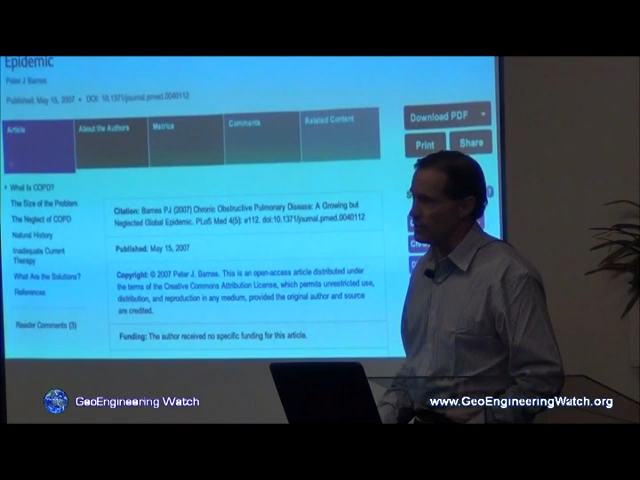 Epidemic
Peter J Barnes
Published: May 15, 2007 • DOI: 10.1371/journal.pmed.0040112
Article
About the Authors
Metrics
Comments
Related Content
Download PDF
Print
Share
What Is COPD?
The Size of the Problem
The Neglect of COPD
Natural History
Inadequate Current
Therapy
What Are the Solutions?
References
Reader Comments (3)
Citation: Barnes PJ (2007) Chronic Obstructive Pulmonary Disease: A Growing but
Neglected Global Epidemic. PLoS Med 4(5): e112. doi:10.1371/journal.pmed.0040112
Published: May 15, 2007
Copyright: © 2007 Peter J. Barnes. This is an open-access article distributed under
the terms of the Creative Commons Attribution License, which permits unrestricted use,
distribution, and reproduction in any medium, provided the original author and source
are credited.
Funding: The author received no specific funding for this article.
GeoEngineering Watch
www.GeoEngineeringWatch.org